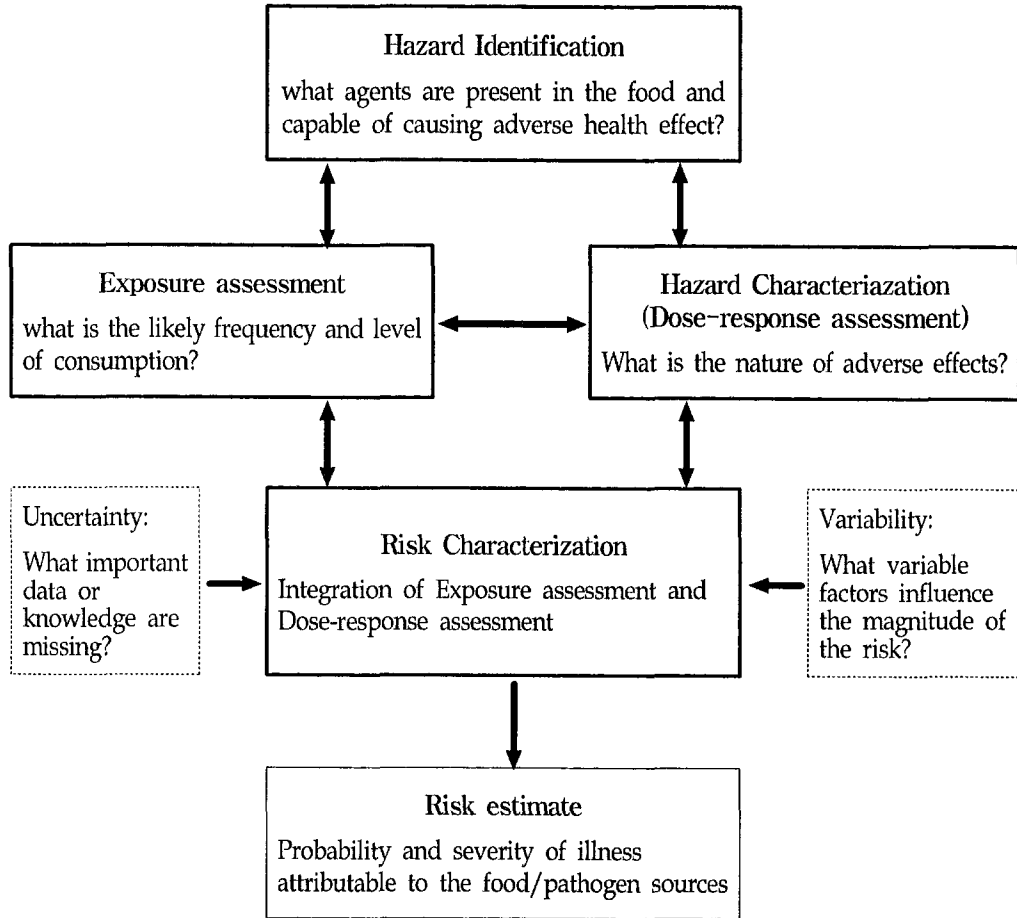 Hazard Identification
what agents are present in the food and
capable of causing adverse health effect?
Exposure assessment
what is the likely frequency and level
of consumption?
Hazard Characteriazation
(Dose-response assessment)
What is the nature of adverse effects?
Uncertainty:
What important
data or
knowledge are
missing?
Risk Characterization
Integration of Exposure assessment and
Dose-response assessment
Variability:
What variable
factors influence
the magnitude of
the risk?
Risk estimate
Probability and severity of illness
attributable to the food/pathogen sources